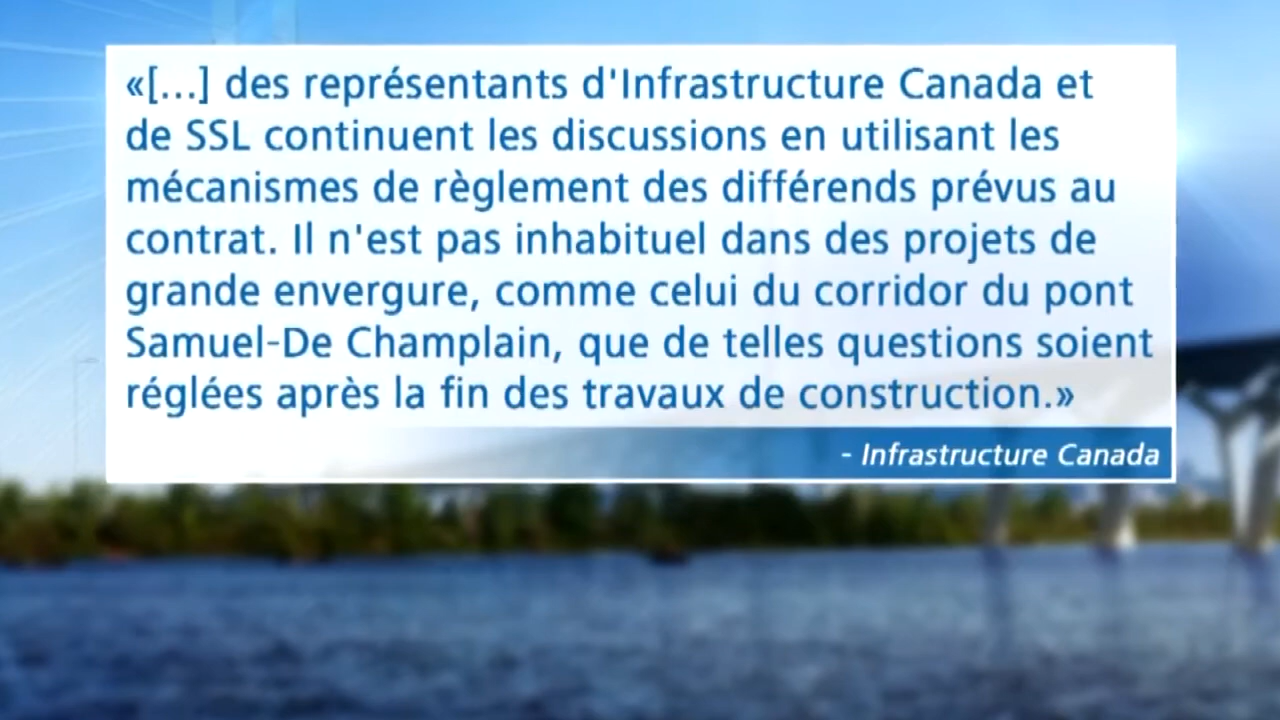 «[...] des représentants d'Infrastructure Canada et
de SSL continuent les discussions en utilisant les
mécanismes de règlement des différends prévus au
contrat. Il n'est pas inhabituel dans des projets de
grande envergure, comme celui du corridor du pont
Samuel-De Champlain, que de telles questions soient
réglées après la fin des travaux de construction.»
- Infrastructure Canada